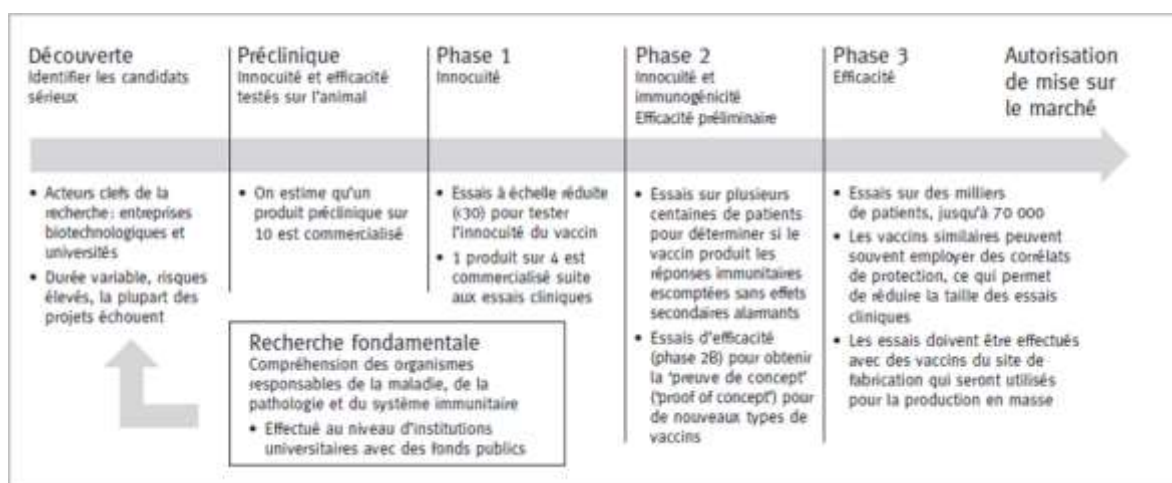 Découverte
Identifier les candidats
sérieux
Préclinique
Innocuité et efficacité
testés sur l'animal
Phase 1
Innocuité
Phase 2
Innocuité et
immunogénicité
Efficacité préliminaire
Phase 3
Efficacité
Autorisation
de mise sur
le marché
• Acteurs clefs de la
recherche: entreprises
biotechnologiques et
universités
• Durée variable, risques
élevés, la plupart des
projets échouent
• On estime qu'un
produit préclinique sur
10 est commercialisé
• Essais à échelle réduite
(<30) pour tester
l'innocuité du vaccin
• 1 produit sur 4 est
commercialisé suite
aux essais cliniques
• Essais sur plusieurs
centaines de patients
pour déterminer si le
vaccin produit les
réponses immunitaires
escomptées sans effets
secondaires alarmants
• Essais d'efficacité
(phase 2B) pour obtenir
la 'preuve de concept'
('proof of concept') pour
de nouveaux types de
vaccins
• Essais sur des milliers
de patients, jusqu'à 70 000
• Les vaccins similaires peuvent
souvent employer des corrélats
de protection, ce qui permet
de réduire la taille des essais
cliniques
• Les essais doivent être effectués
avec des vaccins du site de
fabrication qui seront utilisés
pour la production en masse
Recherche fondamentale
Compréhension des organismes
responsables de la maladie, de la
pathologie et du système immunitaire
• Effectué au niveau d'institutions
universitaires avec des fonds publics